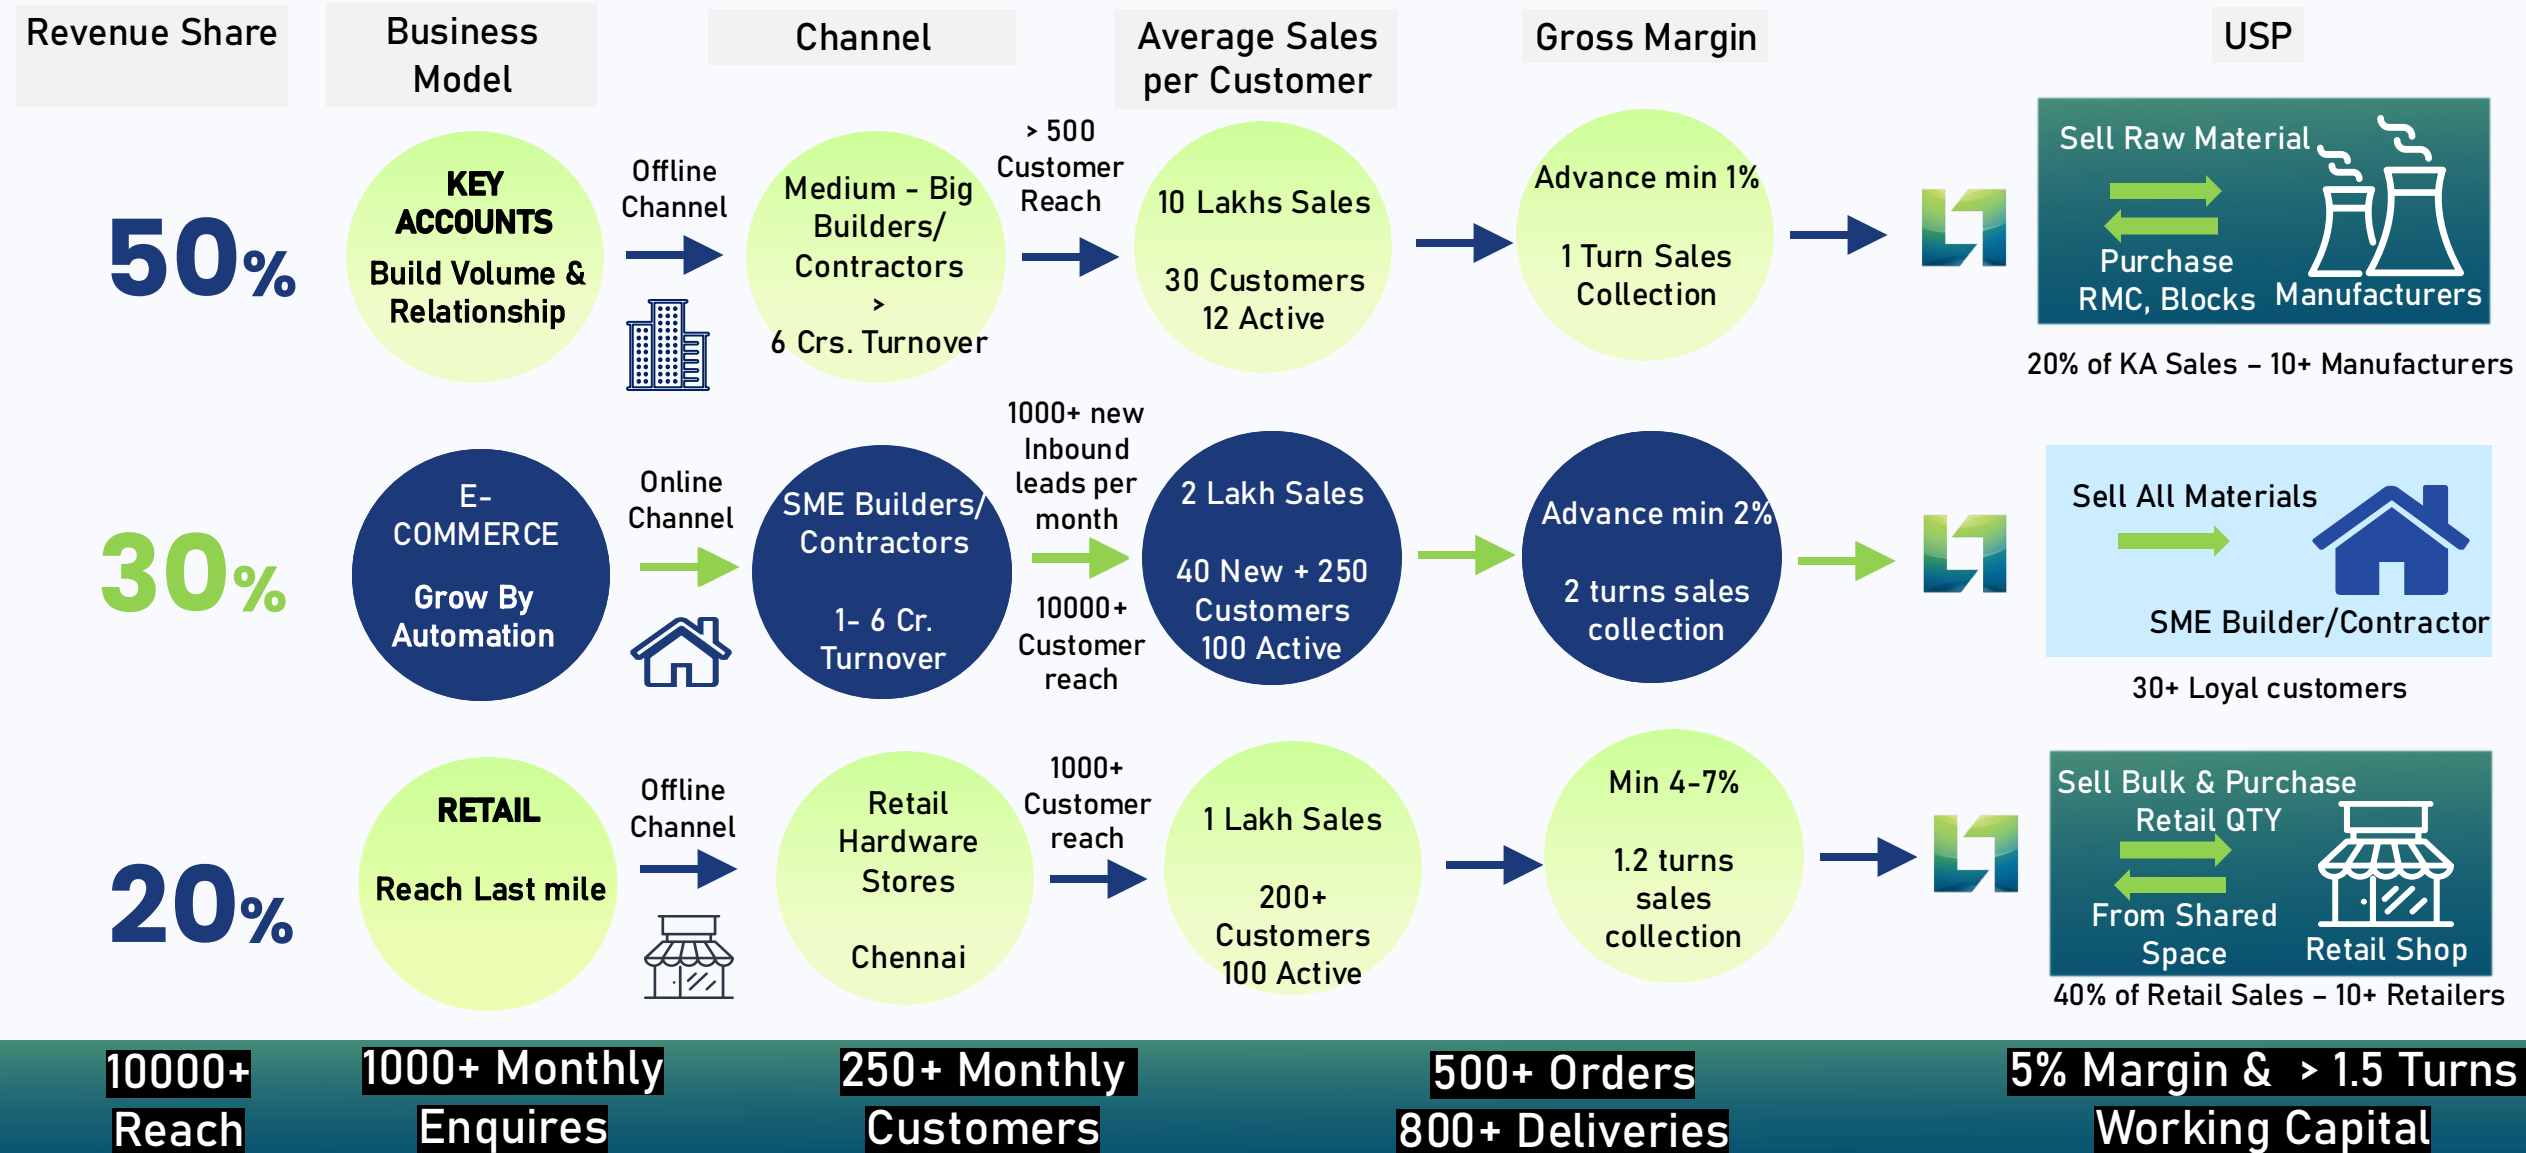 Revenue Share
Business
Model
Channel
Average Sales
per Customer
Gross Margin
USP
50%
KEY
ACCOUNTS
Build Volume &
Relationship
Offline
Channel
Medium - Big
Builders/
Contractors
>
6 Crs. Turnover
> 500
Customer
Reach
10 Lakhs Sales
30 Customers
12 Active
Advance min 1%
1 Turn Sales
Collection
Sell Raw Material
Purchase
RMC, Blocks
Manufacturers
20% of KA Sales – 10+ Manufacturers
30%
E-
COMMERCE
Grow By
Automation
Online
Channel
SME Builders/
Contractors
1- 6 Cr.
Turnover
1000+ new
Inbound
leads per
month
10000+
Customer
reach
2 Lakh Sales
40 New + 250
Customers
100 Active
Advance min 2%
2 turns sales
collection
Sell All Materials
SME Builder/Contractor
30+ Loyal customers
20%
RETAIL
Reach Last mile
Offline
Channel
Retail
Hardware
Stores
Chennai
1000+
Customer
reach
1 Lakh Sales
200+
Customers
100 Active
Min 4-7%
1.2 turns
sales
collection
Sell Bulk & Purchase
Retail QTY
From Shared
Space
Retail Shop
40% of Retail Sales – 10+ Retailers
10000+
Reach
1000+ Monthly
Enquires
250+ Monthly
Customers
500+ Orders
800+ Deliveries
5% Margin & > 1.5 Turns
Working Capital